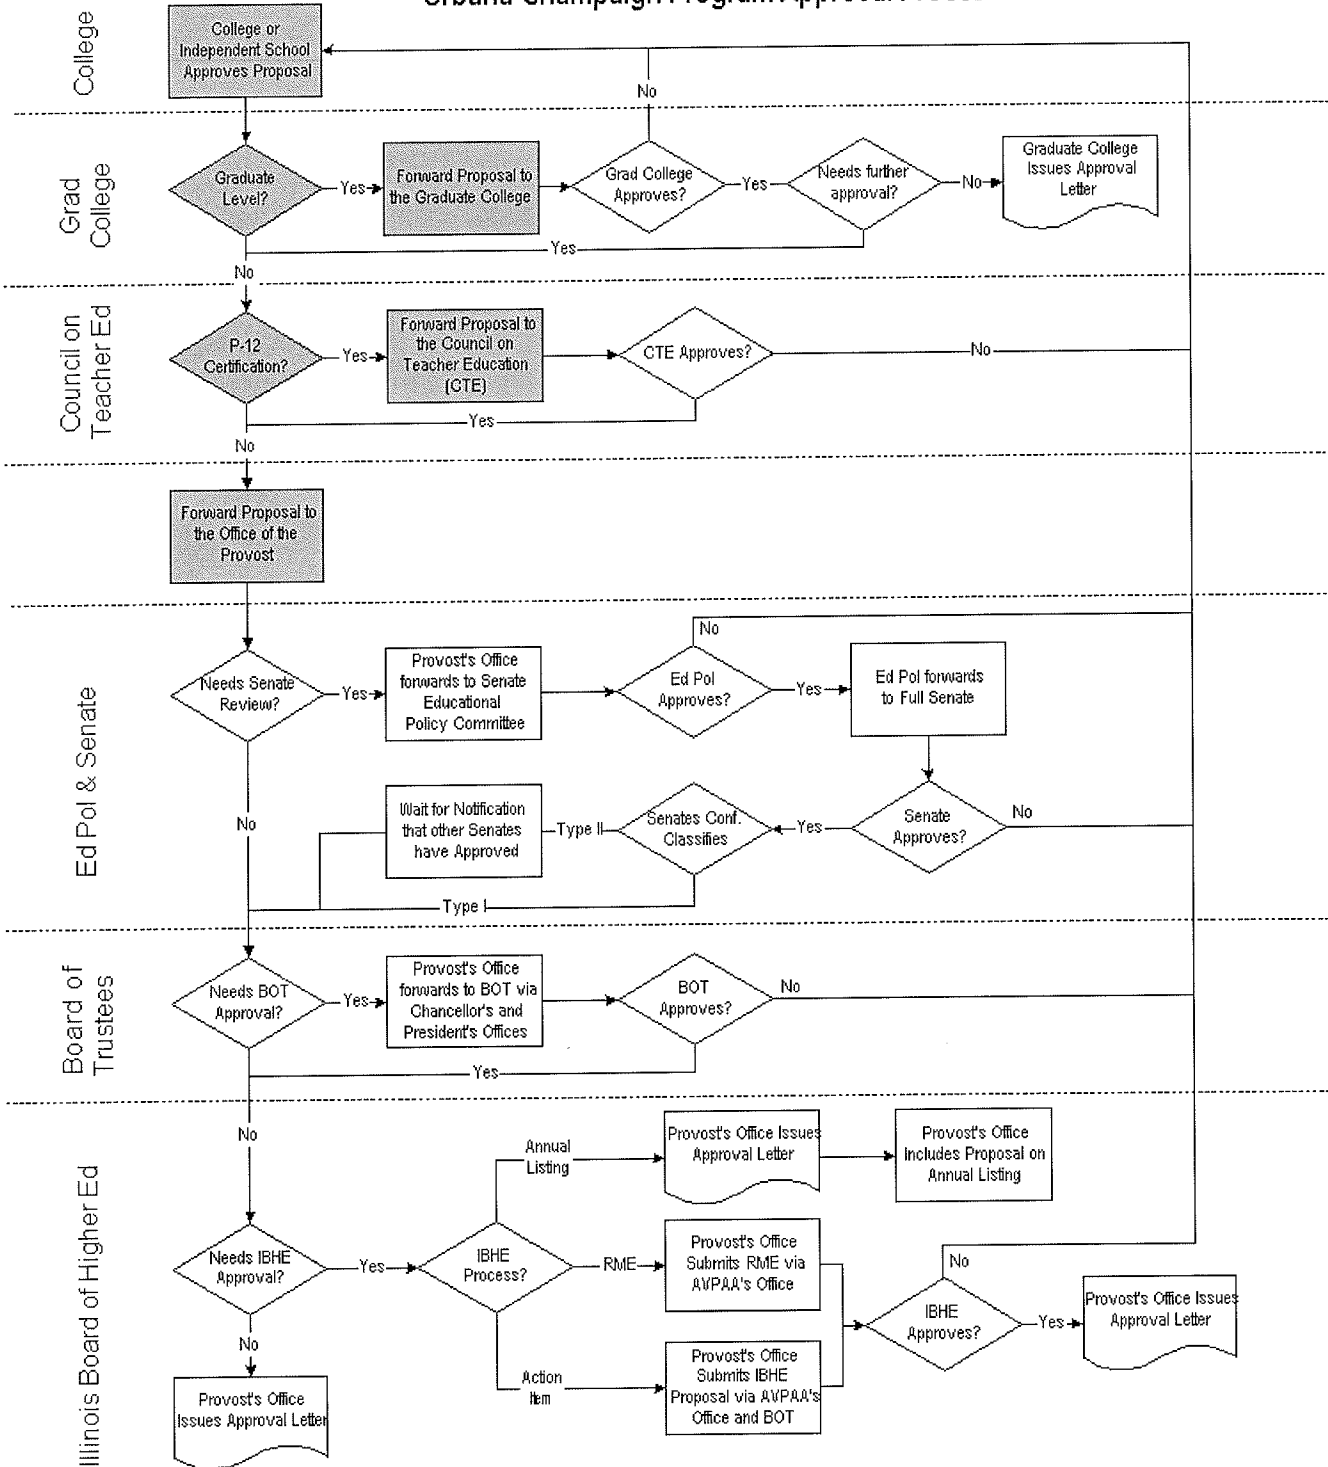 Urbana-Champaign Program Approval Process
College
College or
Independent School
Approves Proposal
No
Grad
College
Graduate
Level?
Yes
Forward Proposal to
the Graduate College
Grad College
Approves?
Yes
Needs further
approval?
No
Graduate College
Issues Approval
Letter
Yes
No
Council on
Teacher Ed
P-12
Certification?
Yes
Forward Proposal to
the Council on
Teacher Education
(CTE)
CTE Approves?
No
Yes
No
Forward Proposal to
the Office of the
Provost
Ed Pol & Senate
Needs Senate
Review?
Yes
Provost's Office
forwards to Senate
Educational
Policy Committee
No
Ed Pol
Approves?
Yes
Ed Pol forwards
to Full Senate
No
Wait for Notification
that other Senates
have Approved
Type II
Senates Conf.
Classifies
Yes
Senate
Approves?
No
Type I
Board of
Trustees
Needs BOT
Approval?
Yes
Provost's Office
forwards to BOT via
Chancellor's and
President's Offices
BOT
Approves?
No
Yes
No
Illinois Board of Higher Ed
Annual
Listing
Provost's Office Issues
Approval Letter
Provost's Office
Includes Proposal on
Annual Listing
Needs IBHE
Approval?
Yes
IBHE
Process?
RME
Provost's Office
Submits RME via
AVPAA's Office
No
IBHE
Approves?
Yes
Provost's Office Issues
Approval Letter
No
Action
Item
Provost's Office
Submits IBHE
Proposal via AVPAA's
Office and BOT
Provost's Office
Issues Approval Letter